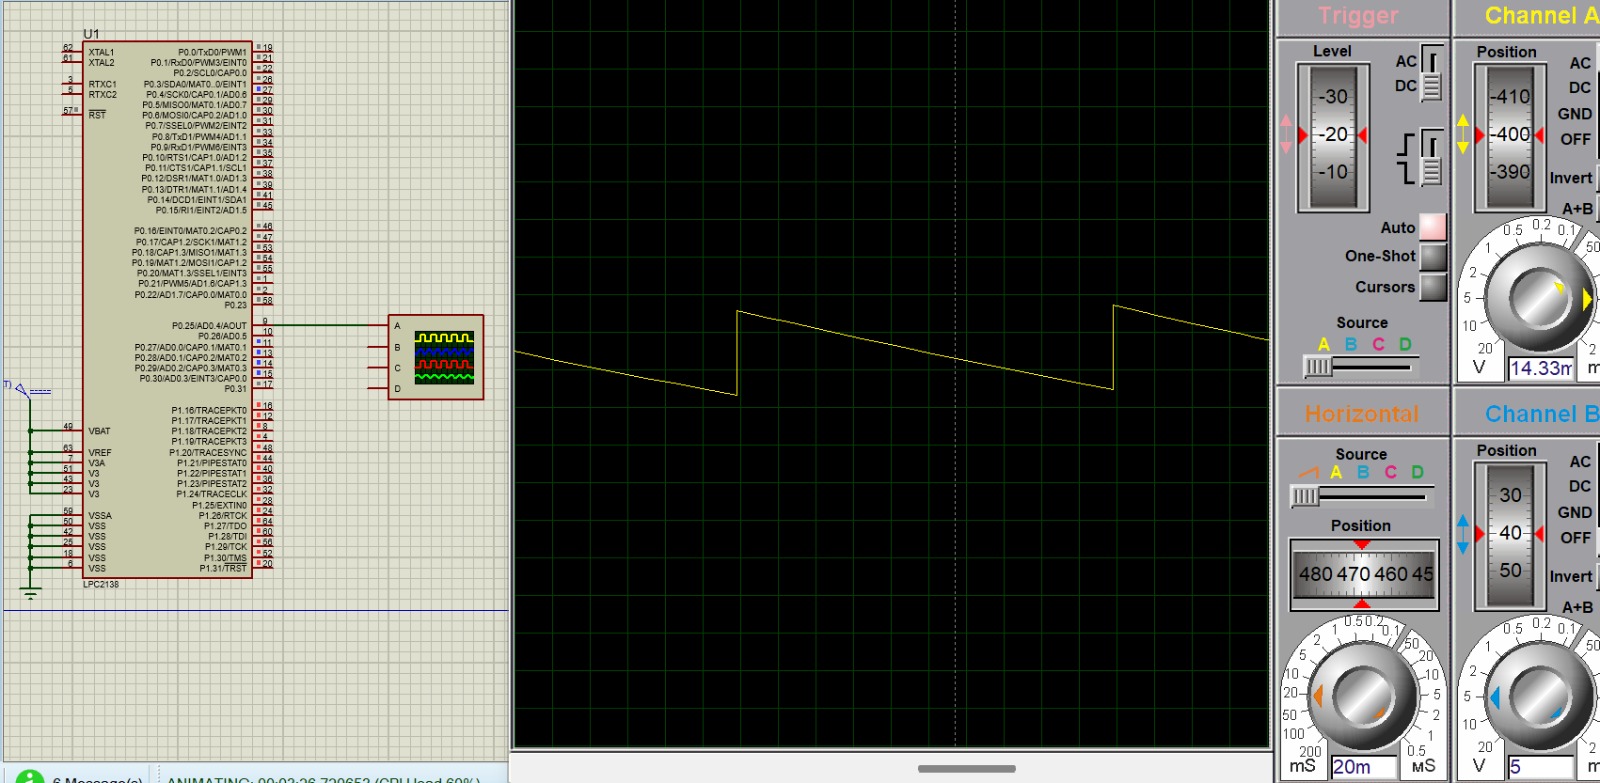 U1
62 XTAL1
61 XTAL2
3 RTXC1
5 RTXC2
57 RST
49 VBAT
63 VREF
7 V3A
51 V3
43 V3
23 V3
59 VSSA
50 VSS
42 VSS
25 VSS
18 VSS
6 VSS
P0.0/TxD0/PWM1 19
P0.1/RxD0/PWM3/EINT0 21
P0.2/SCL0/CAP0.0 22
P0.3/SDA0/MAT0..0/EINT1 26
P0.4/SCK0/CAP0.1/AD0.6 27
P0.5/MISO0/MAT0.1/AD0.7 29
P0.6/MOSI0/CAP0.2/AD1.0 30
P0.7/SSEL0/PWM2/EINT2 31
P0.8/TxD1/PWM4/AD1.1 33
P0.9/RxD1/PWM6/EINT3 34
P0.10/RTS1/CAP1.0/AD1.2 35
P0.11/CTS1/CAP1.1/SCL1 37
P0.12/DSR1/MAT1.0/AD1.3 38
P0.13/DTR1/MAT1.1/AD1.4 39
P0.14/DCD1/EINT1/SDA1 41
P0.15/RI1/EINT2/AD1.5 45
P0.16/EINT0/MAT0.2/CAP0.2 46
P0.17/CAP1.2/SCK1/MAT1.2 47
P0.18/CAP1.3/MISO1/MAT1.3 53
P0.19/MAT1.2/MOSI1/CAP1.2 54
P0.20/MAT1.3/SSEL1/EINT3 55
P0.21/PWM5/AD1.6/CAP1.3 1
P0.22/AD1.7/CAP0.0/MAT0.0 2
P0.23 58
P0.25/AD0.4/AOUT 9
P0.26/AD0.5 10
P0.27/AD0.0/CAP0.1/MAT0.1 11
P0.28/AD0.1/CAP0.2/MAT0.2 13
P0.29/AD0.2/CAP0.3/MAT0.3 14
P0.30/AD0.3/EINT3/CAP0.0 15
P0.31 17
P1.16/TRACEPKT0 16
P1.17/TRACEPKT1 12
P1.18/TRACEPKT2 8
P1.19/TRACEPKT3 4
P1.20/TRACESYNC 48
P1.21/PIPESTAT0 44
P1.22/PIPESTAT1 40
P1.23/PIPESTAT2 36
P1.24/TRACECLK 32
P1.25/EXTIN0 28
P1.26/RTCK 24
P1.27/TDO 64
P1.28/TDI 60
P1.29/TCK 56
P1.30/TMS 52
P1.31/TRST 20
LPC2138
A
B
C
D
6 Message(s)
ANIMATING: 00:03:26.720653 (CPU load 60%)
Trigger
Level
-30
-20
-10
AC
DC
Auto
One-Shot
Cursors
Source
A B C D
Channel A
Position
-410
-400
-390
AC
DC
GND
OFF
Invert
A+B
20 10 5 2 1 0.5 0.2 0.1 50 2
V 14.33m m
Horizontal
Source
A B C D
Position
480 470 460 45
200 100 50 20 10 5 2 1 0.5 0.2 0.1 50 20 10 5 2 1 0.5
mS 20m µS
Channel B
Position
30
40
50
AC
DC
GND
OFF
Invert
A+B
20 10 5 2 1 0.5 0.2 0.1 50 2
V 5 m